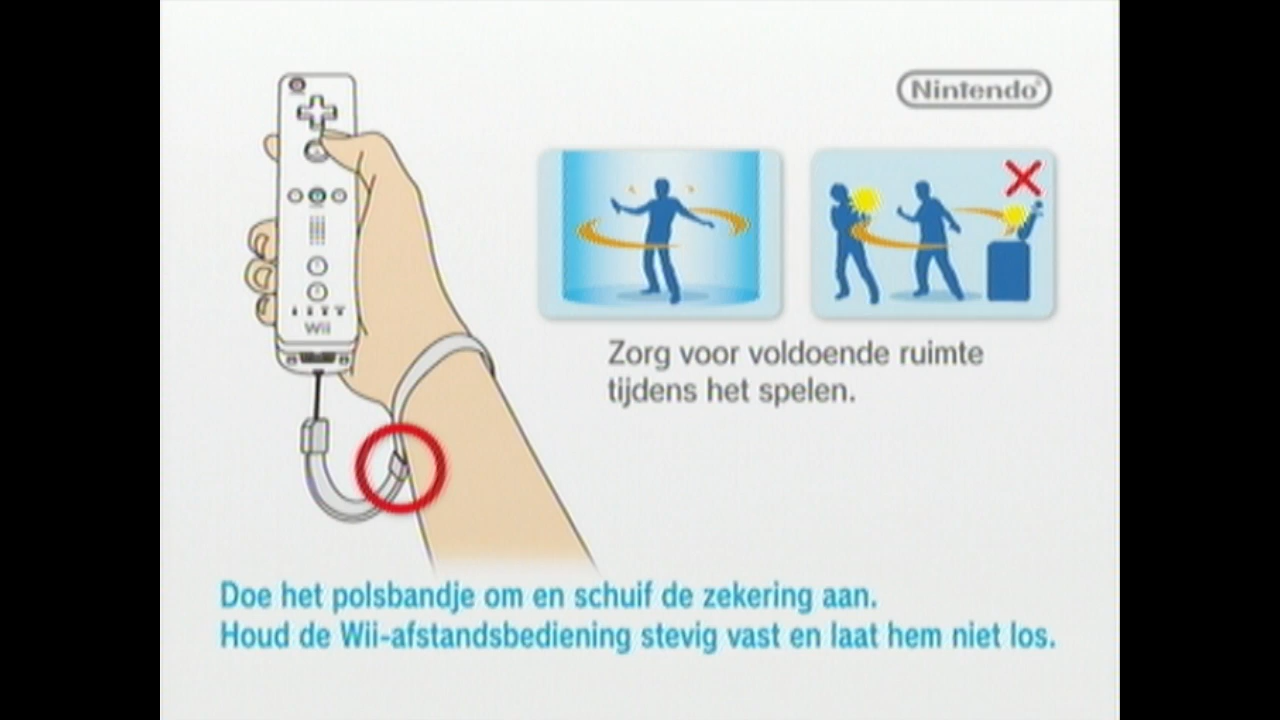 Nintendo
Wii
Zorg voor voldoende ruimte
tijdens het spelen.
Doe het polsbandje om en schuif de zekering aan.
Houd de Wii-afstandsbediening stevig vast en laat hem niet los.